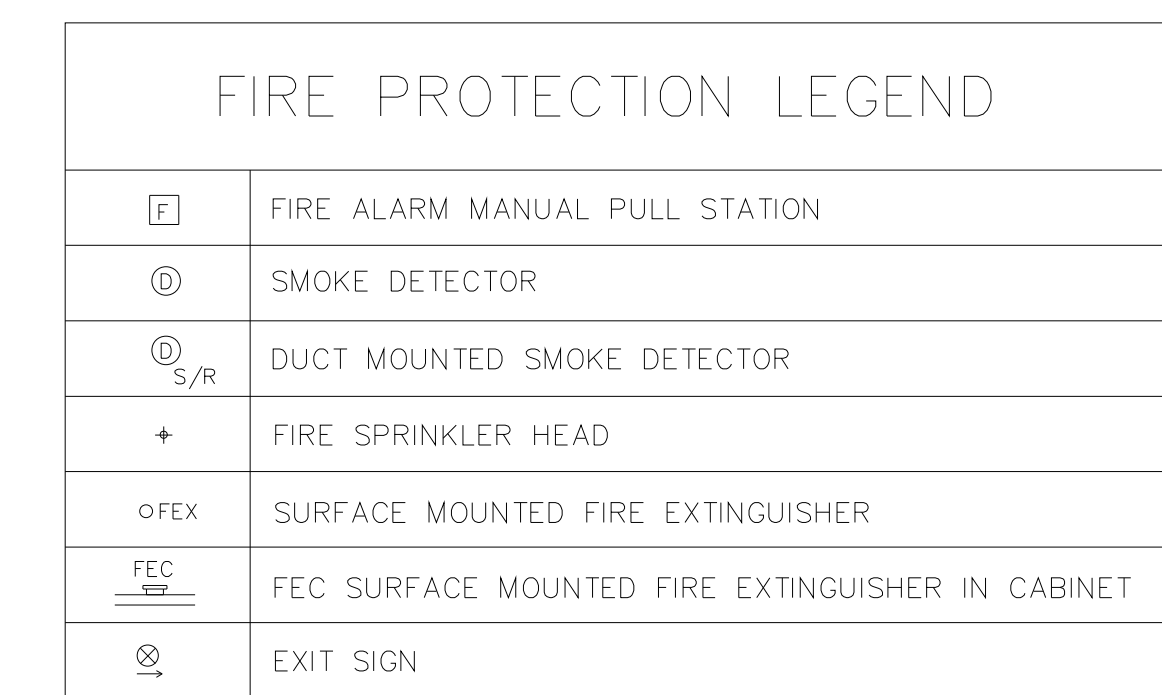 FIRE PROTECTION LEGEND
F FIRE ALARM MANUAL PULL STATION
D SMOKE DETECTOR
D S/R DUCT MOUNTED SMOKE DETECTOR
FIRE SPRINKLER HEAD
FEX SURFACE MOUNTED FIRE EXTINGUISHER
FEC FEC SURFACE MOUNTED FIRE EXTINGUISHER IN CABINET
EXIT SIGN